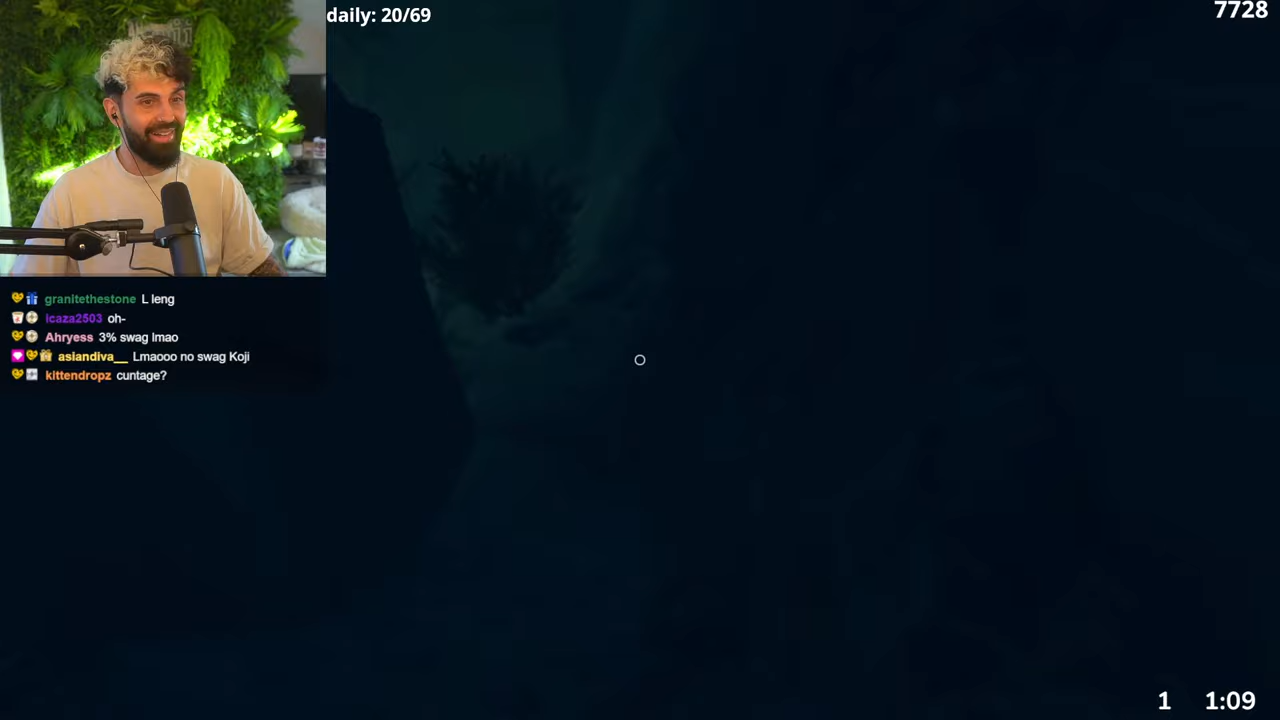 daily: 20/69
7728
granitethestone L leng
lcaza2503 oh-
Ahryess 3% swag lmao
asiandiva__ Lmaooo no swag Koji
kittendropz cuntage?
1 1:09